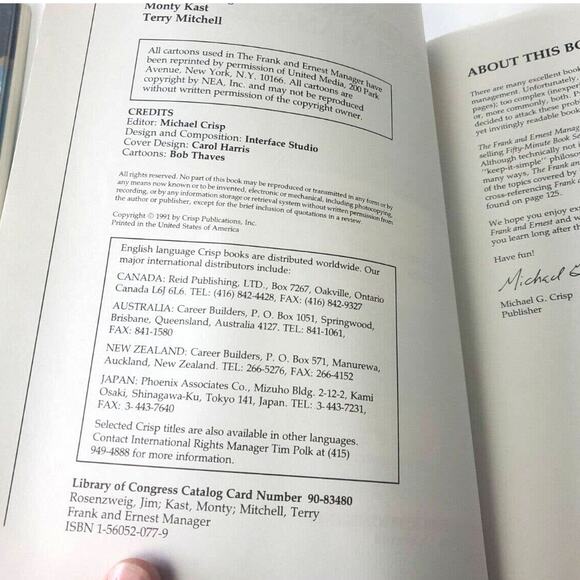 Monty Kast
Terry Mitchell
All cartoons used in The Frank and Ernest Manager have
been reprinted by permission of United Media, 200 Park
Avenue, New York, N.Y. 10166. All cartoons are
copyright by NEA, Inc. and may not be reproduced
without written permission of the copyright owner.
CREDITS
Editor: Michael Crisp
Design and Composition: Interface Studio
Cover Design: Carol Harris
Cartoons: Bob Thaves
All rights reserved. No part of this book may be reproduced or transmitted in any form or by
any means now known or to be invented, electronic or mechanical, including photocopying,
recording, or by any information storage or retrieval system without written permission from
the author or publisher, except for the brief inclusion of quotations in a review.
Copyright © 1991 by Crisp Publications, Inc.
Printed in the United States of America
English language Crisp books are distributed worldwide. Our
major international distributors include:
CANADA: Reid Publishing, LTD., Box 7267, Oakville, Ontario
Canada L6J 6L6. TEL: (416) 842-4428, FAX: (416) 842-9327
AUSTRALIA: Career Builders, P. O. Box 1051, Springwood,
Brisbane, Queensland, Australia 4127. TEL: 841-1061,
FAX: 841-1580
NEW ZEALAND: Career Builders, P. O. Box 571, Manurewa,
Auckland, New Zealand. TEL: 266-5276, FAX: 266-4152
JAPAN: Phoenix Associates Co., Mizuho Bldg. 2-12-2, Kami
Osaki, Shinagawa-Ku, Tokyo 141, Japan. TEL: 3-443-7231,
FAX: 3-443-7640
Selected Crisp titles are also available in other languages.
Contact International Rights Manager Tim Polk at (415)
949-4888 for more information.
Library of Congress Catalog Card Number 90-83480
Rosenzweig, Jim; Kast, Monty; Mitchell, Terry
Frank and Ernest Manager
ISBN 1-56052-077-9
ABOUT THIS BO
There are many excellent book
management. Unfortunately,
pages); too complex (inexper
or, more commonly, both. P
decided to attack these prob
yet invitingly readable book
The Frank and Ernest Manager
selling Fifty-Minute Book Se
Although technically not i
"keep-it-simple" philosop
many ways, The Frank an
of the topics covered by
cross-referencing Frank i
found on page 125.
We hope you enjoy ex
Frank and Ernest and w
you learn long after th
Have fun!
Michael G.
Michael G. Crisp
Publisher